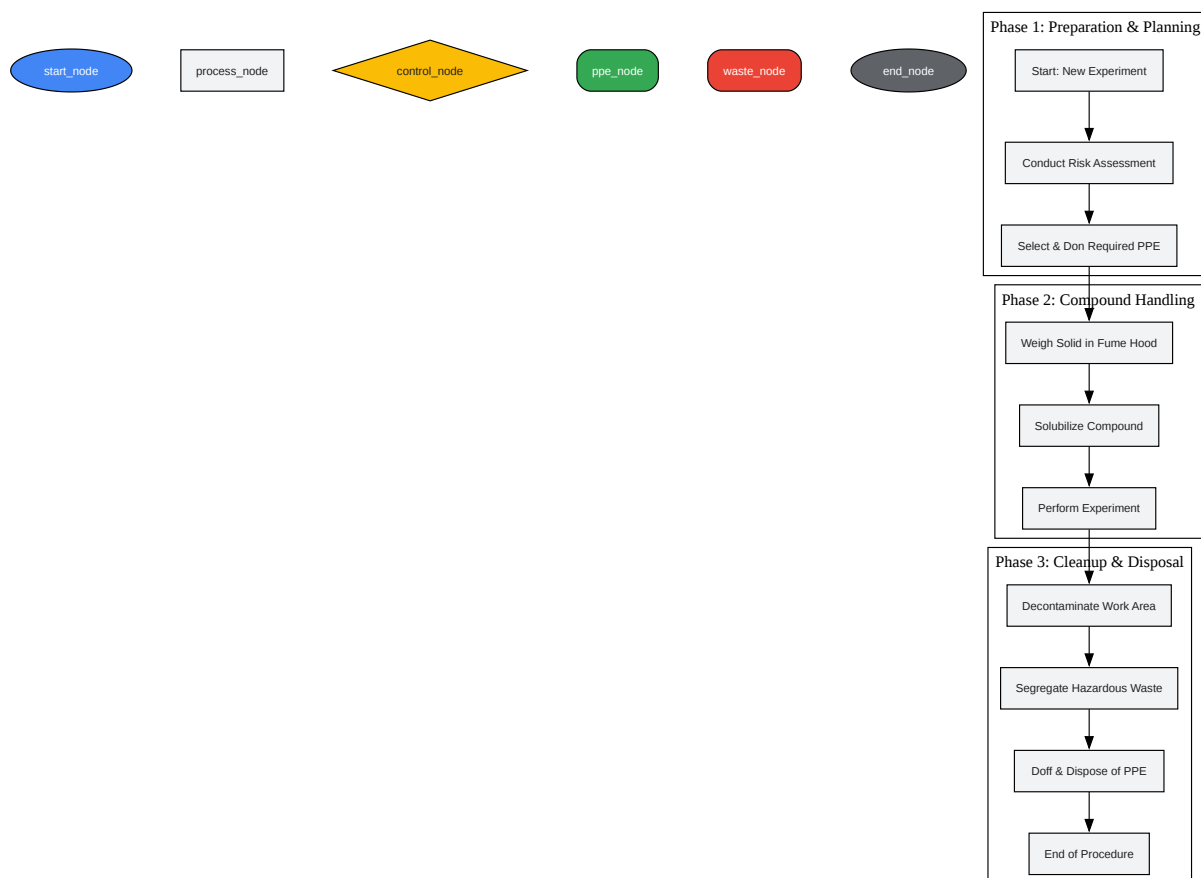 start_node
process_node
control_node
ppe_node
waste_node
end_node
Phase 1: Preparation & Planning
Start: New Experiment
Conduct Risk Assessment
Select & Don Required PPE
Phase 2: Compound Handling
Weigh Solid in Fume Hood
Solubilize Compound
Perform Experiment
Phase 3: Cleanup & Disposal
Decontaminate Work Area
Segregate Hazardous Waste
Doff & Dispose of PPE
End of Procedure